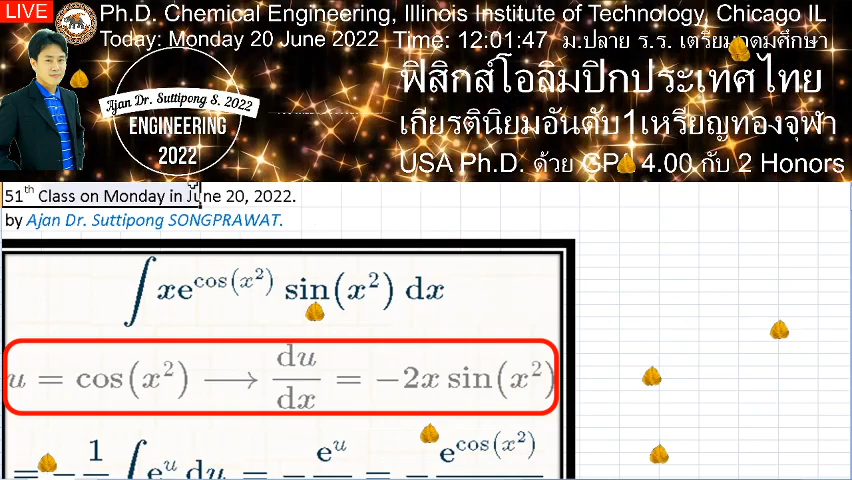 LIVE
Ph.D. Chemical Engineering, Illinois Institute of Technology, Chicago IL
Today: Monday 20 June 2022 Time: 12:01:47 ม.ปลาย ร.ร. เตรียมอุดมศึกษา
ฟิสิกส์โอลิมปิกประเทศไทย
Ajan Dr. Suttipong S. 2022
ENGINEERING
2022
เกียรตินิยมอันดับ1เหรียญทองจุฬา
USA Ph.D. ด้วย GPA 4.00 กับ 2 Honors
51th Class on Monday in June 20, 2022.
by Ajan Dr. Suttipong SONGPRAWAT.
∫ xe^cos(x²) sin(x²) dx
u = cos(x²) ⟶ du/dx = −2x sin(x²)
= − 1 ∫ e^u du = − e^u = − e^cos(x²)